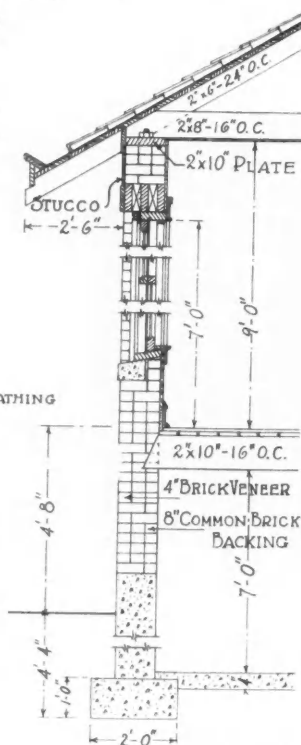 2"x6"-24" O.C.
2"x8"-16" O.C.
2"x10" PLATE
STUCCO
2'-6"
7'-0"
9'-0"
ATHING
2"x10"-16" O.C.
4'-8"
4" BRICK VENEER
8" COMMON BRICK
BACKING
7'-0"
4'-4"
1'-0"
4"
2'-0"